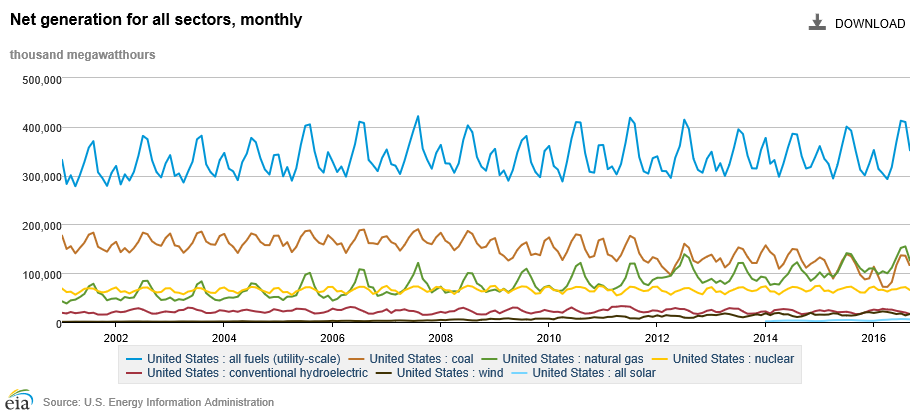 Net generation for all sectors, monthly
DOWNLOAD
thousand megawatthours
500,000
400,000
300,000
200,000
100,000
0
2002 2004 2006 2008 2010 2012 2014 2016
United States : all fuels (utility-scale) United States : coal United States : natural gas United States : nuclear
United States : conventional hydroelectric United States : wind United States : all solar
eia Source: U.S. Energy Information Administration